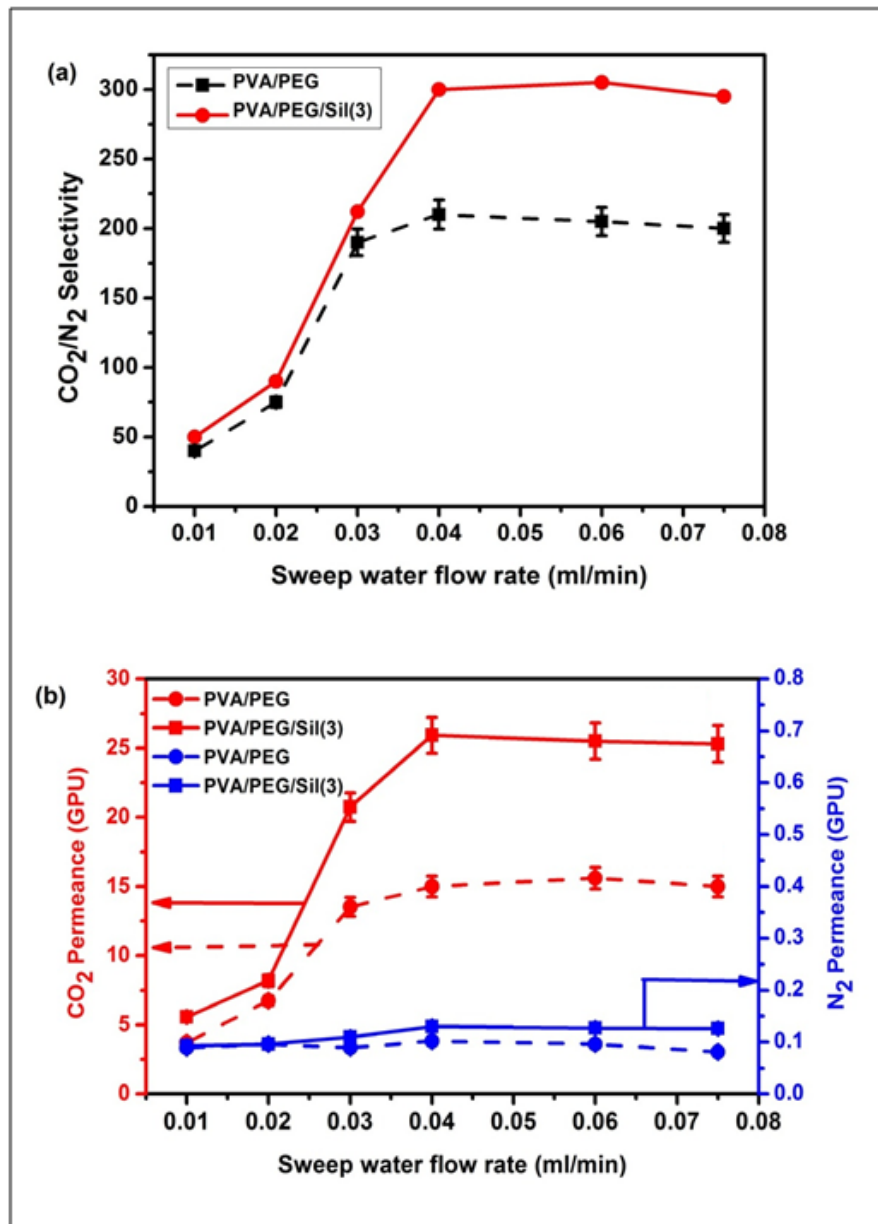 (a)
PVA/PEG
PVA/PEG/Sil(3)
300
250
200
150
100
50
0
CO₂/N₂ Selectivity
0.01 0.02 0.03 0.04 0.05 0.06 0.07 0.08
Sweep water flow rate (ml/min)
(b)
PVA/PEG
PVA/PEG/Sil(3)
PVA/PEG
PVA/PEG/Sil(3)
30
25
20
15
10
5
0
CO₂ Permeance (GPU)
0.8
0.7
0.6
0.5
0.4
0.3
0.2
0.1
0.0
N₂ Permeance (GPU)
0.01 0.02 0.03 0.04 0.05 0.06 0.07 0.08
Sweep water flow rate (ml/min)